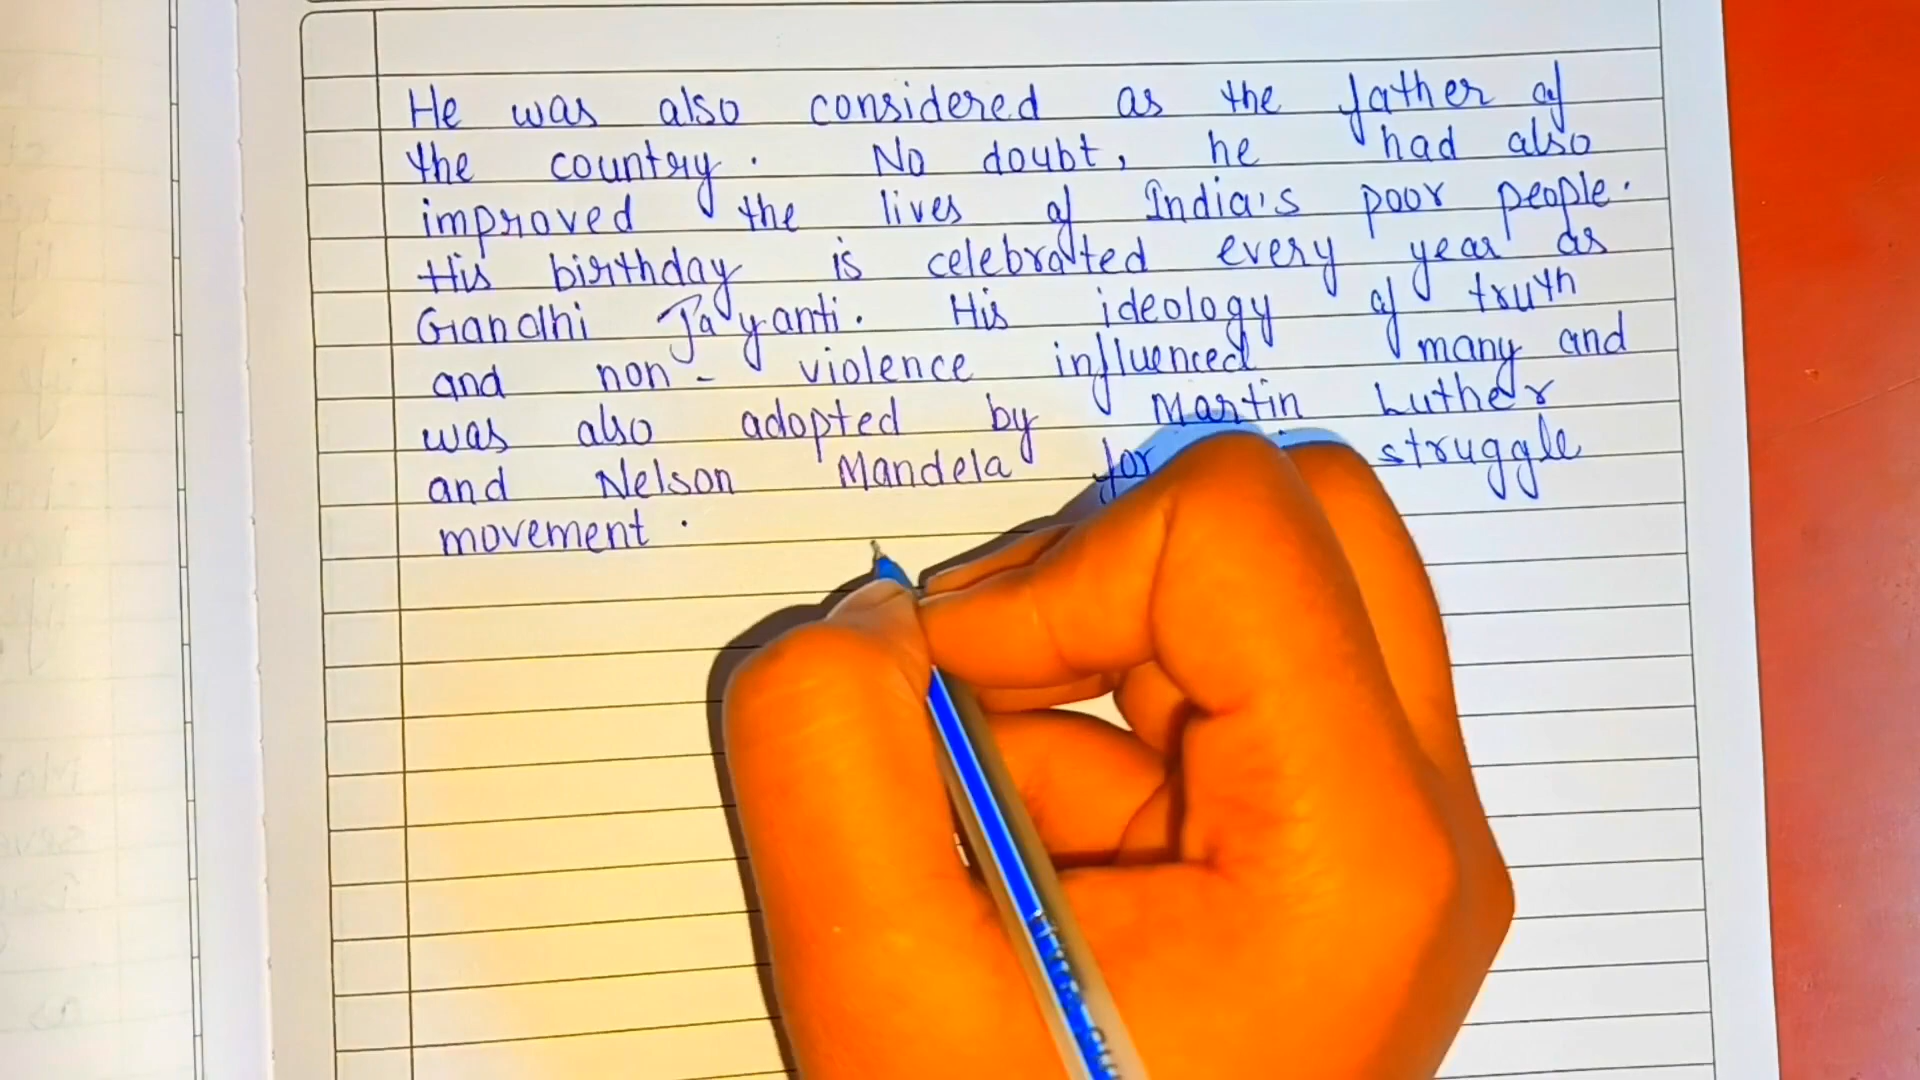 He was also considered as the father of
the country. No doubt, he had also
improved the lives of India's poor people.
His birthday is celebrated every year as
Gandhi Jayanti. His ideology of truth
and non- violence influenced many and
was also adopted by Martin Luther
and Nelson Mandela for struggle
movement.